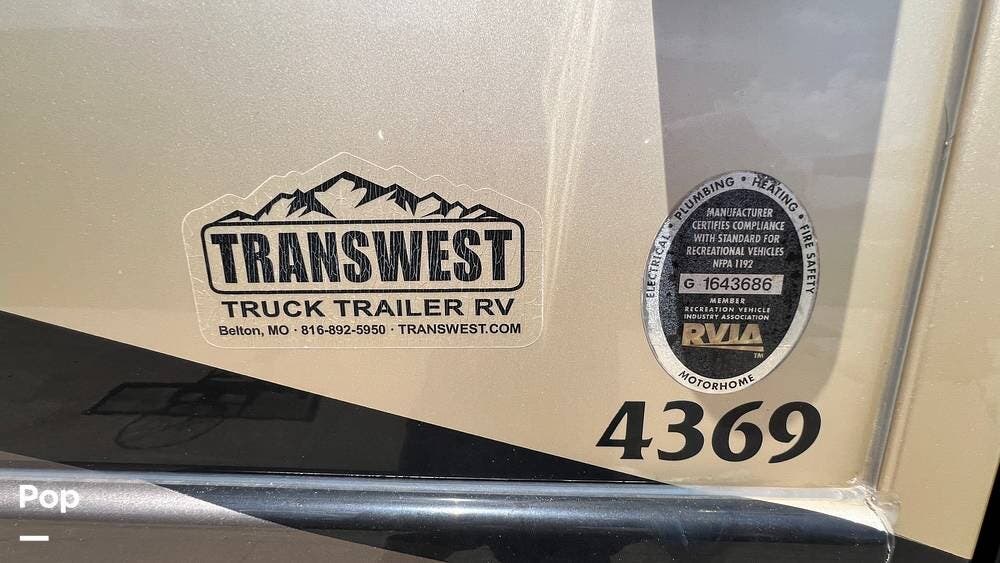 TRANSWEST
TRUCK TRAILER RV
Belton, MO · 816-892-5950 · TRANSWEST.COM
ELECTRICAL • PLUMBING • HEATING • FIRE SAFETY
MANUFACTURER
CERTIFIES COMPLIANCE
WITH STANDARD FOR
RECREATIONAL VEHICLES
NFPA 1192
G 1643686
MEMBER
RECREATION VEHICLE
INDUSTRY ASSOCIATION
RVIA
TM
MOTORHOME
4369
Pop